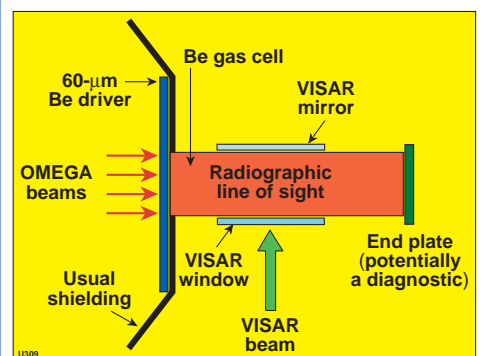 Be gas cell
60-μm
Be driver
VISAR
mirror
OMEGA
beams
Radiographic
line of sight
End plate
(potentially
a diagnostic)
VISAR
window
Usual
shielding
VISAR
beam
U309